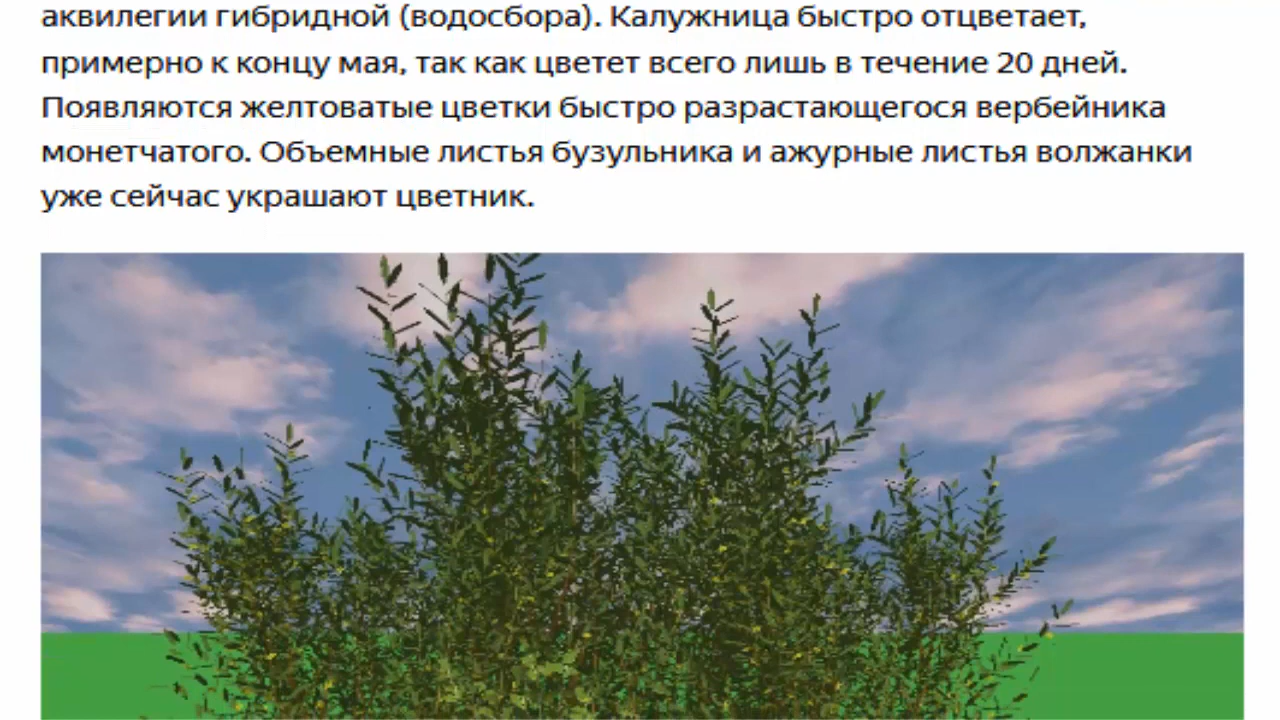 аквилегии гибридной (водосбора). Калужница быстро отцветает,
примерно к концу мая, так как цветет всего лишь в течение 20 дней.
Появляются желтоватые цветки быстро разрастающегося вербейника
монетчатого. Объемные листья бузульника и ажурные листья волжанки
уже сейчас украшают цветник.